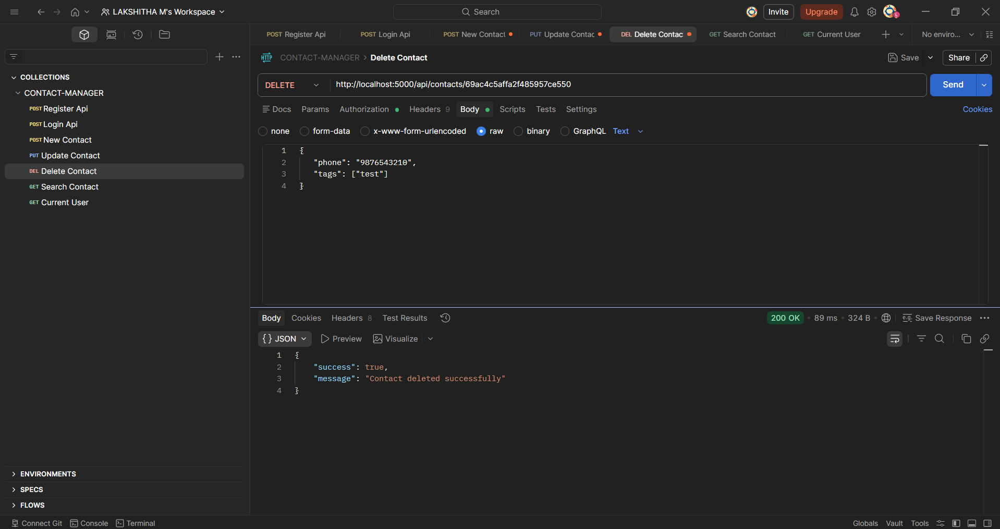 LAKSHITHA M's Workspace
Search
Invite
Upgrade
L
POST Register Api
POST Login Api
POST New Contact
PUT Update Contac
DEL Delete Contac
GET Search Contact
GET Current User
No enviro...
COLLECTIONS
CONTACT-MANAGER
POST Register Api
POST Login Api
POST New Contact
PUT Update Contact
DEL Delete Contact
GET Search Contact
GET Current User
ENVIRONMENTS
SPECS
FLOWS
HTTP CONTACT-MANAGER > Delete Contact
Save
Share
DELETE
http://localhost:5000/api/contacts/69ac4c5affa2f485957ce550
Send
Docs Params Authorization Headers 9 Body Scripts Tests Settings
Cookies
none form-data x-www-form-urlencoded raw binary GraphQL Text
1 {
2 "phone": "9876543210",
3 "tags": ["test"]
4 }
Body Cookies Headers 8 Test Results
200 OK • 89 ms • 324 B
e.g. Save Response
{} JSON Preview Visualize
1 {
2 "success": true,
3 "message": "Contact deleted successfully"
4 }
Connect Git Console Terminal
Globals Vault Tools